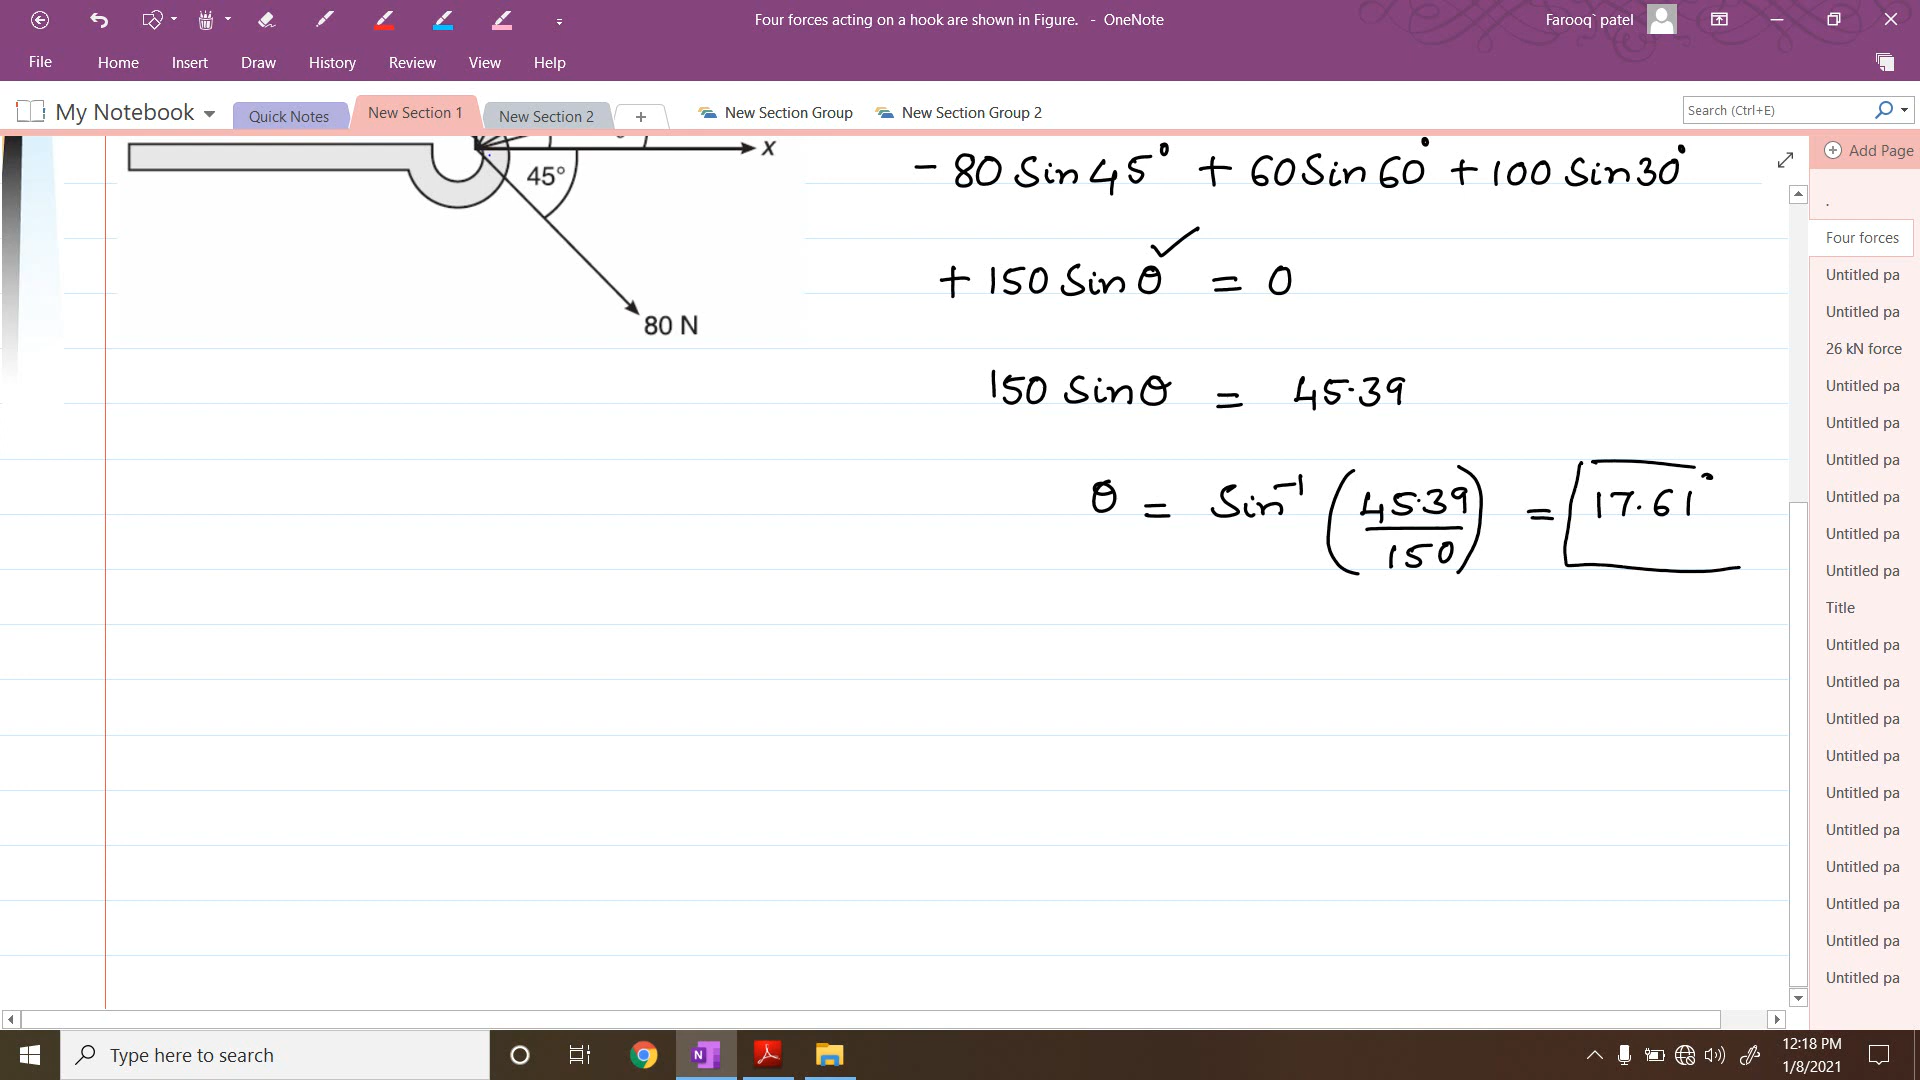 Four forces acting on a hook are shown in Figure. - OneNote
Farooq` patel
File Home Insert Draw History Review View Help
My Notebook
Quick Notes
New Section 1
New Section 2
New Section Group
New Section Group 2
Search (Ctrl+E)
x
45°
80 N
- 80 Sin 45° + 60 Sin 60° + 100 Sin 30°
+ 150 Sin θ = 0
150 Sin θ = 45.39
θ = Sin⁻¹ (45.39/150) = 17.61°
Add Page
.
Four forces
Untitled pa
Untitled pa
26 kN force
Untitled pa
Untitled pa
Untitled pa
Untitled pa
Untitled pa
Untitled pa
Title
Untitled pa
Untitled pa
Untitled pa
Untitled pa
Untitled pa
Untitled pa
Untitled pa
Untitled pa
Untitled pa
Untitled pa
Type here to search
12:18 PM
1/8/2021